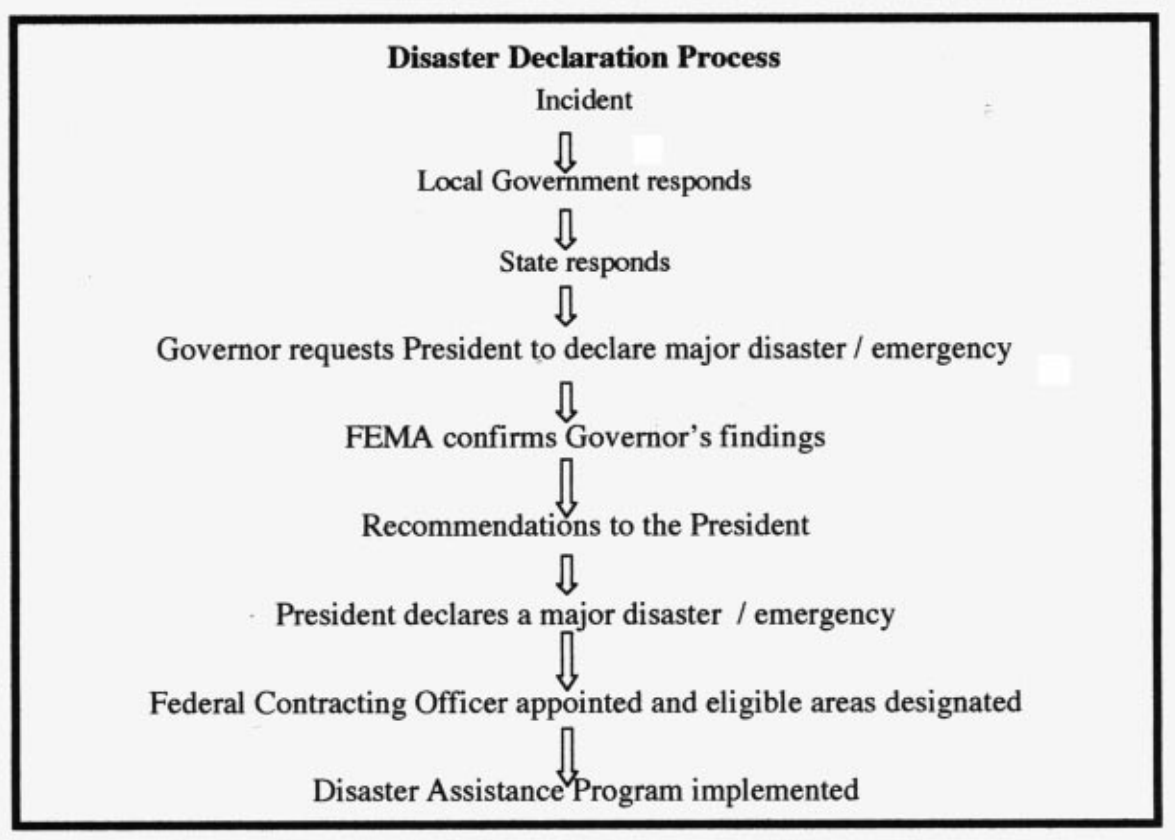 Disaster Declaration Process
Incident
Local Government responds
State responds
Governor requests President to declare major disaster / emergency
FEMA confirms Governor's findings
Recommendations to the President
President declares a major disaster / emergency
Federal Contracting Officer appointed and eligible areas designated
Disaster Assistance Program implemented